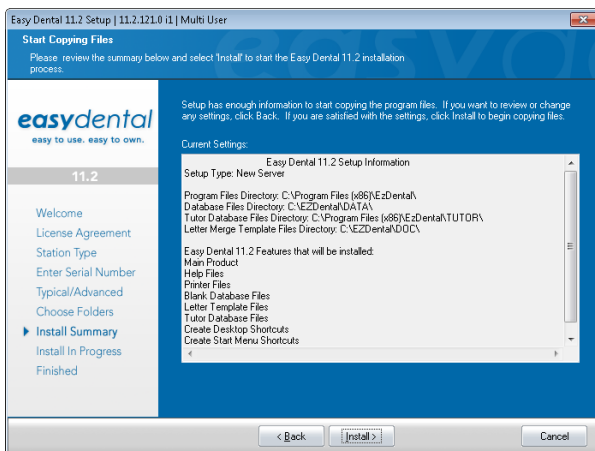 Easy Dental 11.2 Setup | 11.2.121.0 i1 | Multi User
Start Copying Files
Please review the summary below and select 'Install' to start the Easy Dental 11.2 installation
process.
easydental
easy to use. easy to own.
11.2
Welcome
License Agreement
Station Type
Enter Serial Number
Typical/Advanced
Choose Folders
Install Summary
Install In Progress
Finished
Setup has enough information to start copying the program files. If you want to review or change
any settings, click Back. If you are satisfied with the settings, click Install to begin copying files.
Current Settings:
Easy Dental 11.2 Setup Information
Setup Type: New Server
Program Files Directory: C:\Program Files (x86)\EzDental\
Database Files Directory: C:\EZDental\DATA\
Tutor Database Files Directory: C:\Program Files (x86)\EzDental\TUTOR\
Letter Merge Template Files Directory: C:\EZDental\DOC\
Easy Dental 11.2 Features that will be installed:
Main Product
Help Files
Printer Files
Blank Database Files
Letter Template Files
Tutor Database Files
Create Desktop Shortcuts
Create Start Menu Shortcuts
< Back
Install >
Cancel